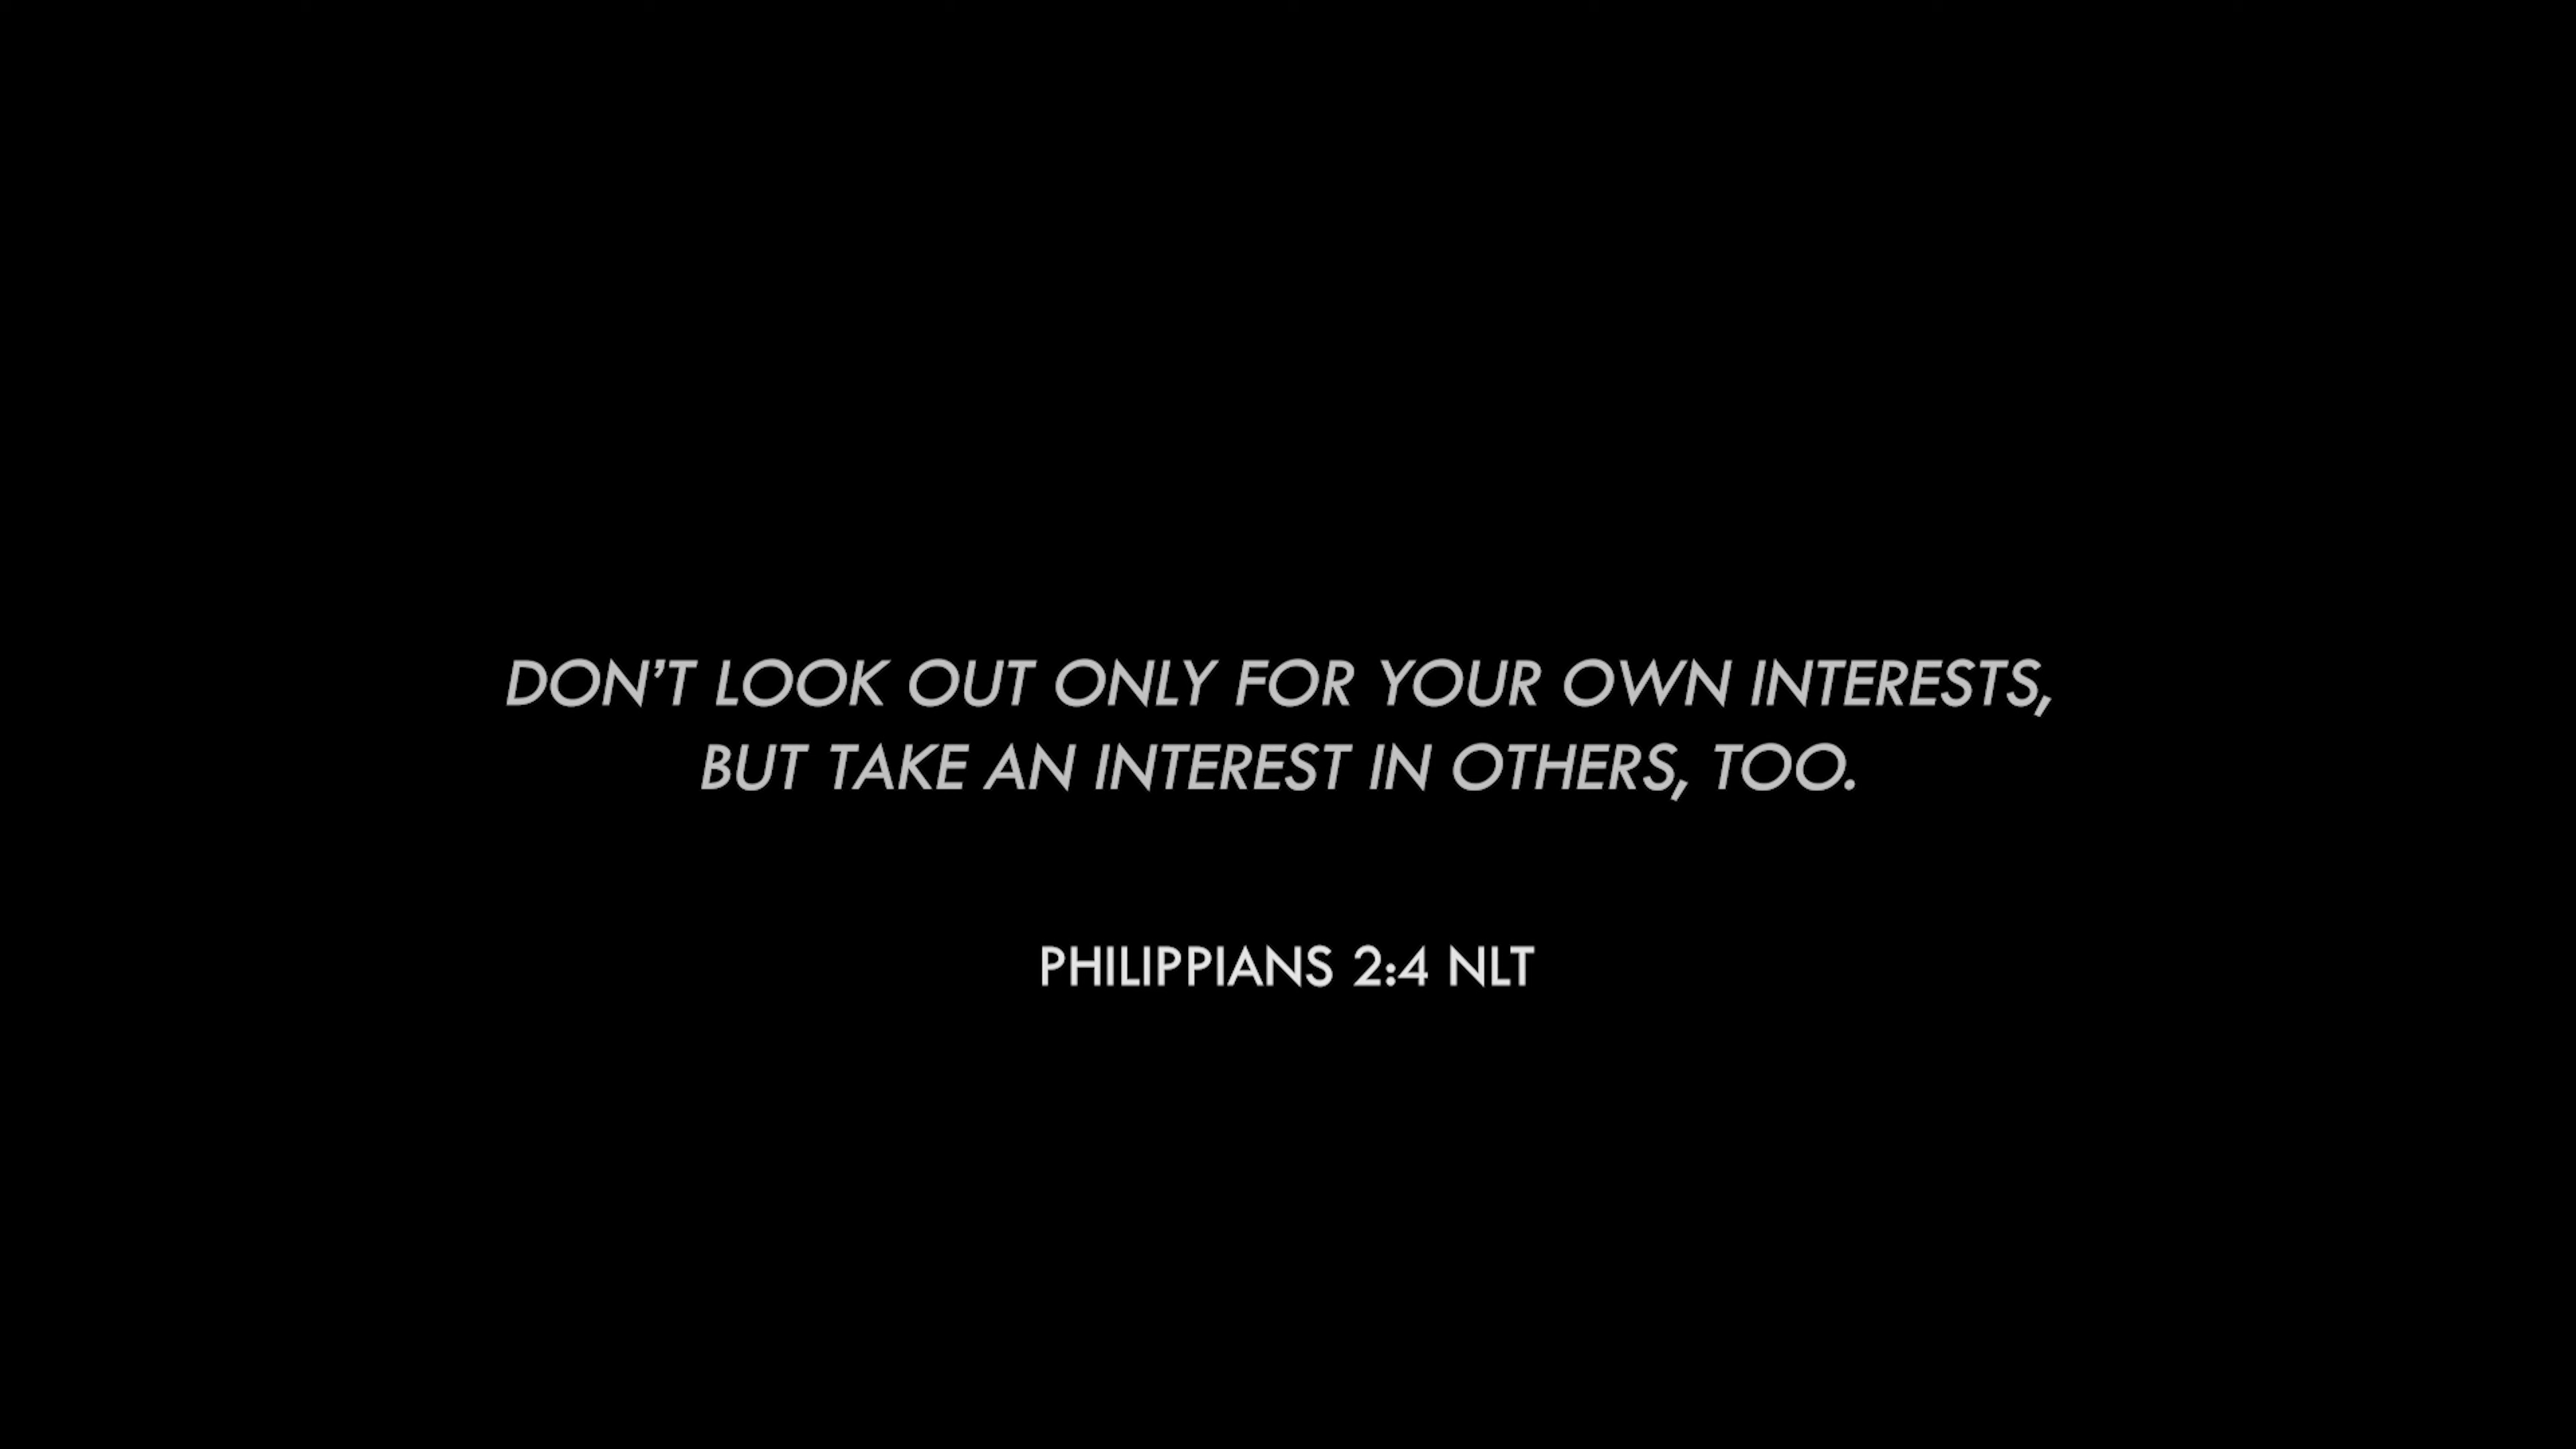 DON’T LOOK OUT ONLY FOR YOUR OWN INTERESTS,
BUT TAKE AN INTEREST IN OTHERS, TOO.
PHILIPPIANS 2:4 NLT